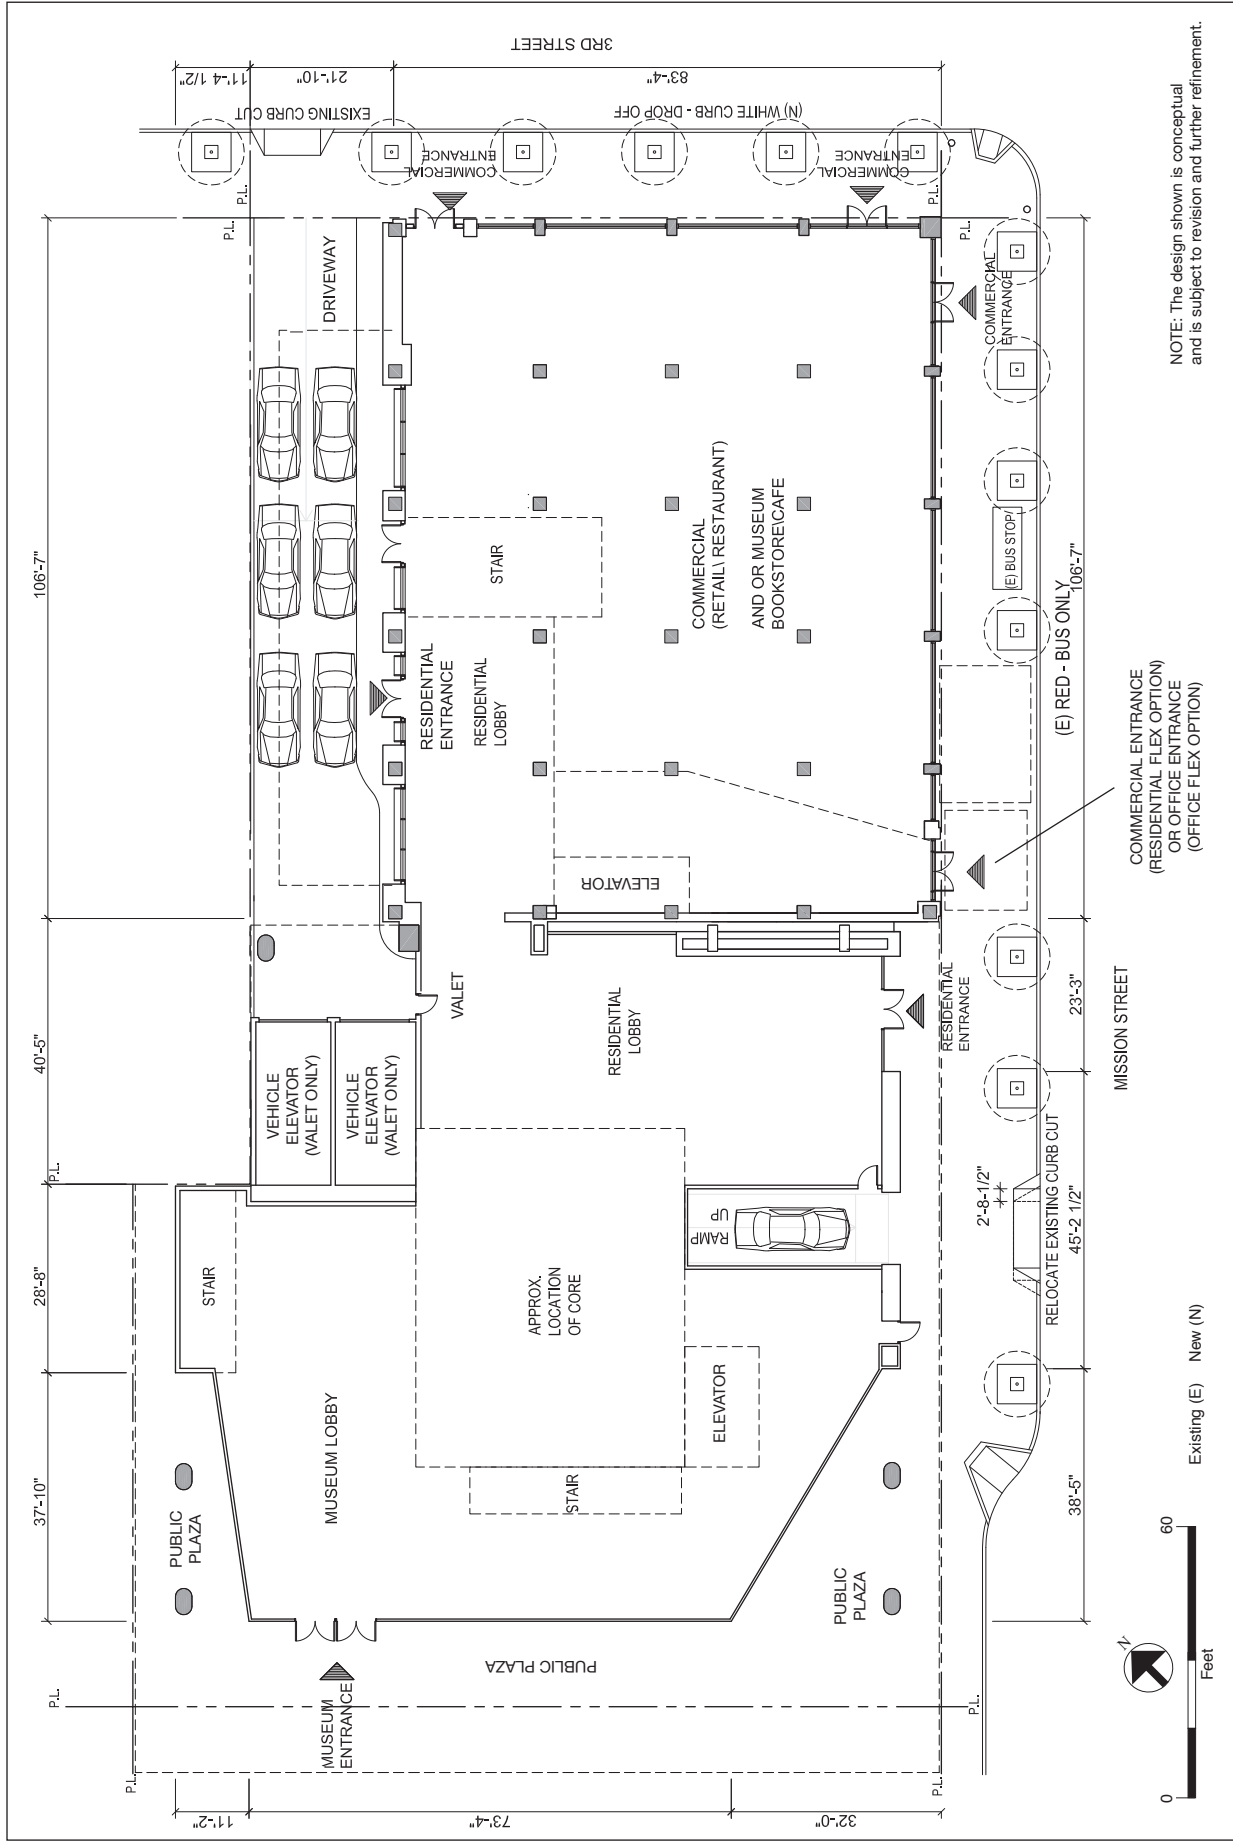 3RD STREET
11'-4 1/2"
21'-10"
83'-4"
EXISTING CURB CUT
(N) WHITE CURB - DROP OFF
COMMERCIAL
ENTRANCE
COMMERCIAL
ENTRANCE
P.L.
P.L.
P.L.
P.L.
DRIVEWAY
COMMERCIAL
ENTRANCE
106'-7"
STAIR
COMMERCIAL
(RETAIL\ RESTAURANT)
AND OR MUSEUM
BOOKSTORE\CAFE
(E) BUS STOP/
(E) RED - BUS ONLY
106'-7"
RESIDENTIAL
ENTRANCE
RESIDENTIAL
LOBBY
ELEVATOR
COMMERCIAL ENTRANCE
(RESIDENTIAL FLEX OPTION)
OR OFFICE ENTRANCE
(OFFICE FLEX OPTION)
40'-5"
VALET
VEHICLE
ELEVATOR
(VALET ONLY)
VEHICLE
ELEVATOR
(VALET ONLY)
RESIDENTIAL
LOBBY
RESIDENTIAL
ENTRANCE
23'-3"
MISSION STREET
P.L.
28'-8"
STAIR
APPROX.
LOCATION
OF CORE
RAMP
UP
2'-8-1/2"
RELOCATE EXISTING CURB CUT
45'-2 1/2"
37'-10"
PUBLIC
PLAZA
MUSEUM LOBBY
STAIR
ELEVATOR
PUBLIC
PLAZA
38'-5"
PUBLIC PLAZA
MUSEUM
ENTRANCE
P.L.
P.L.
P.L.
P.L.
11'-2"
73'-4"
32'-0"
N
0
60
Feet
Existing (E) New (N)
NOTE: The design shown is conceptual
and is subject to revision and further refinement.